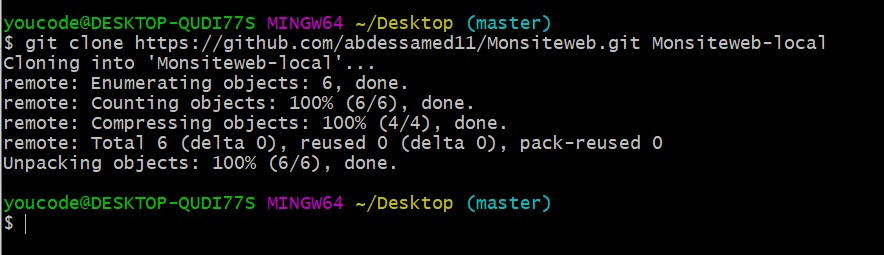 youcode@DESKTOP-QUDI77S MINGW64 ~/Desktop (master)
$ git clone https://github.com/abdessamed11/Monsiteweb.git Monsiteweb-local
Cloning into 'Monsiteweb-local'...
remote: Enumerating objects: 6, done.
remote: Counting objects: 100% (6/6), done.
remote: Compressing objects: 100% (4/4), done.
remote: Total 6 (delta 0), reused 0 (delta 0), pack-reused 0
Unpacking objects: 100% (6/6), done.
youcode@DESKTOP-QUDI77S MINGW64 ~/Desktop (master)
$